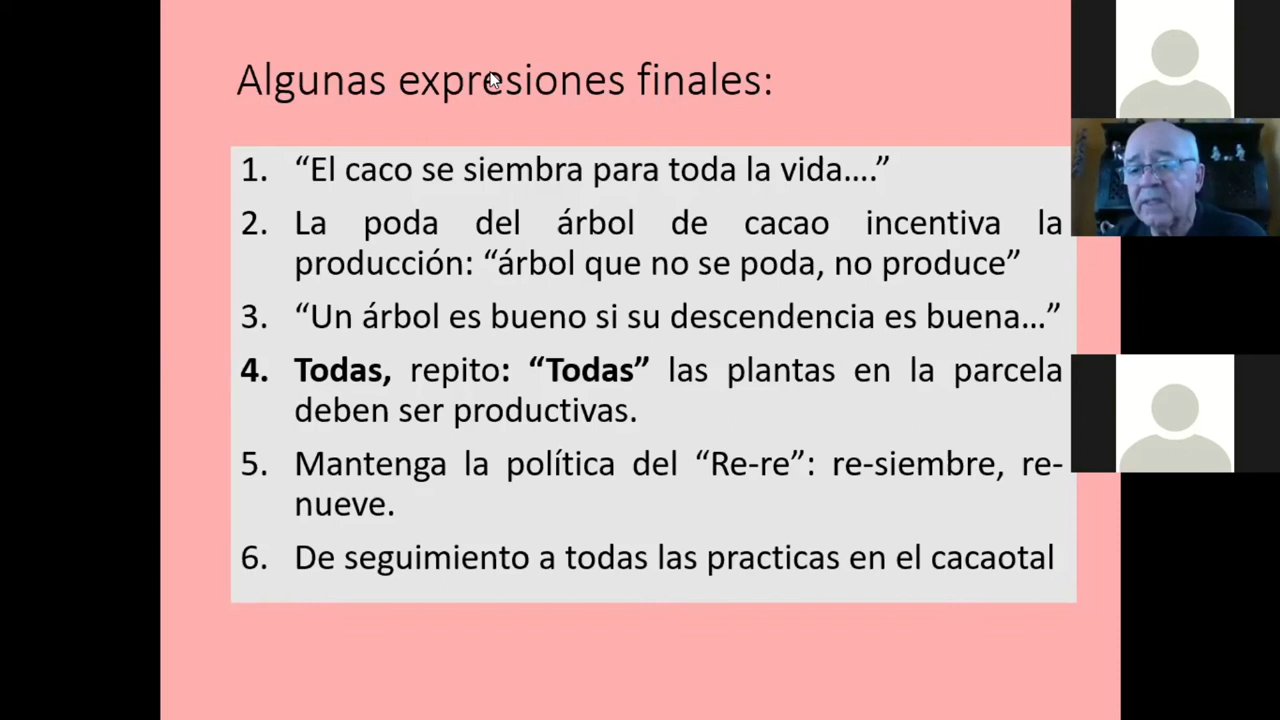 Algunas expresiones finales:
1. “El caco se siembra para toda la vida….”
2. La poda del árbol de cacao incentiva la
producción: “árbol que no se poda, no produce”
3. “Un árbol es bueno si su descendencia es buena…”
4. Todas, repito: “Todas” las plantas en la parcela
deben ser productivas.
5. Mantenga la política del “Re-re”: re-siembre, re-
nueve.
6. De seguimiento a todas las practicas en el cacaotal